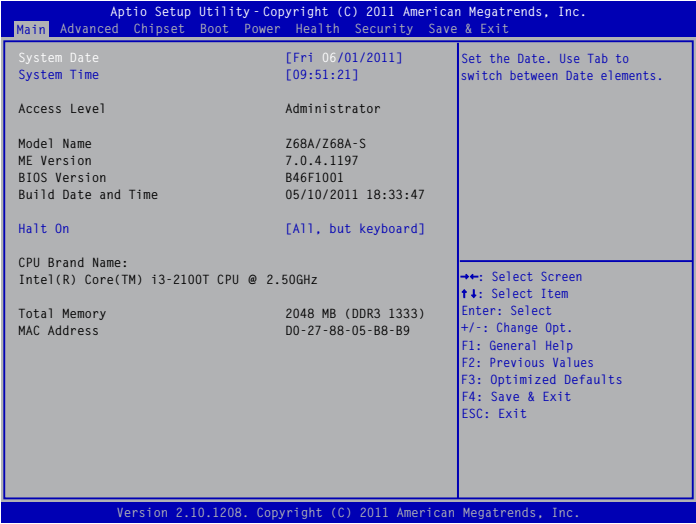 Aptio Setup Utility - Copyright (C) 2011 American Megatrends, Inc.
Main Advanced Chipset Boot Power Health Security Save & Exit
System Date [Fri 06/01/2011]
System Time [09:51:21]
Access Level Administrator
Model Name Z68A/Z68A-S
ME Version 7.0.4.1197
BIOS Version B46F1001
Build Date and Time 05/10/2011 18:33:47
Halt On [All, but keyboard]
CPU Brand Name:
Intel(R) Core(TM) i3-2100T CPU @ 2.50GHz
Total Memory 2048 MB (DDR3 1333)
MAC Address D0-27-88-05-B8-B9
Set the Date. Use Tab to
switch between Date elements.
→←: Select Screen
↑↓: Select Item
Enter: Select
+/-: Change Opt.
F1: General Help
F2: Previous Values
F3: Optimized Defaults
F4: Save & Exit
ESC: Exit
Version 2.10.1208. Copyright (C) 2011 American Megatrends, Inc.